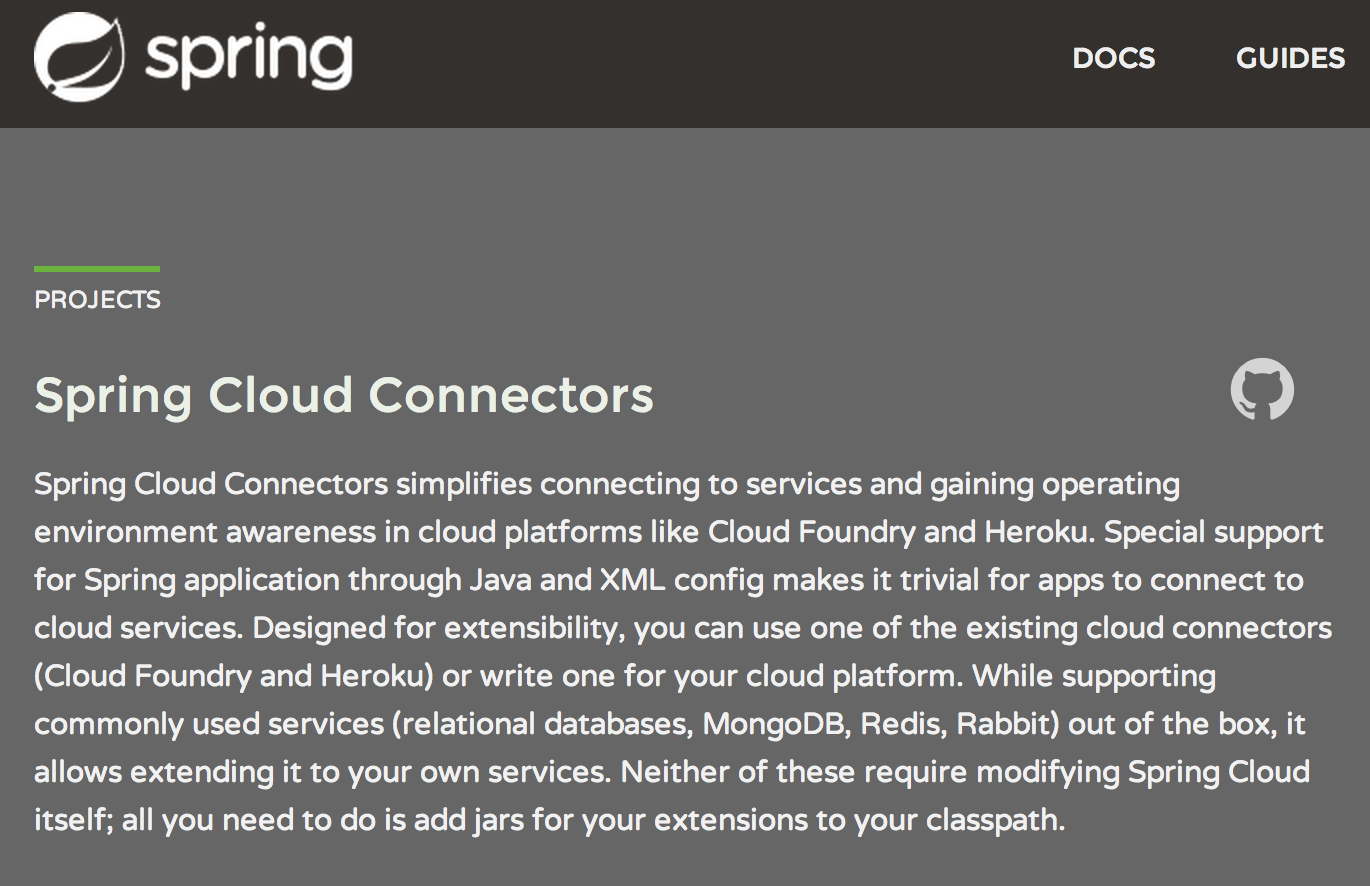 spring
DOCS
GUIDES
PROJECTS
Spring Cloud Connectors
Spring Cloud Connectors simplifies connecting to services and gaining operating
environment awareness in cloud platforms like Cloud Foundry and Heroku. Special support
for Spring application through Java and XML config makes it trivial for apps to connect to
cloud services. Designed for extensibility, you can use one of the existing cloud connectors
(Cloud Foundry and Heroku) or write one for your cloud platform. While supporting
commonly used services (relational databases, MongoDB, Redis, Rabbit) out of the box, it
allows extending it to your own services. Neither of these require modifying Spring Cloud
itself; all you need to do is add jars for your extensions to your classpath.